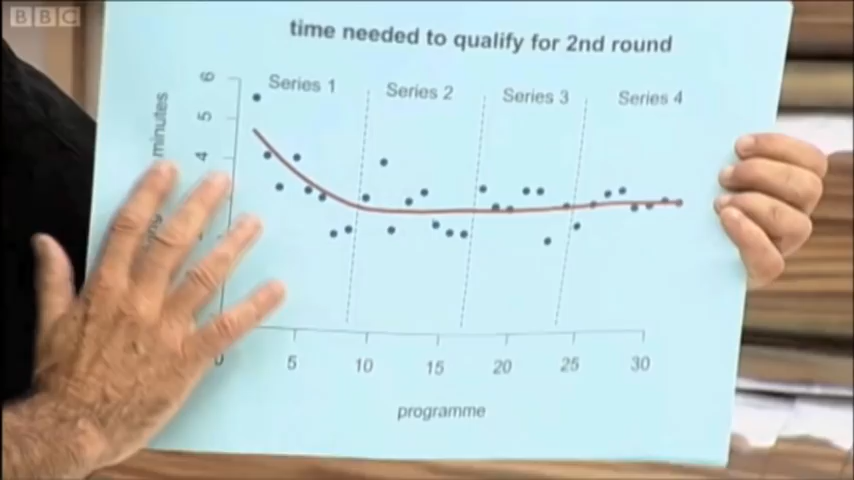 BBC
time needed to qualify for 2nd round
Series 1
Series 2
Series 3
Series 4
minutes
6
5
4
0
5
10
15
20
25
30
programme